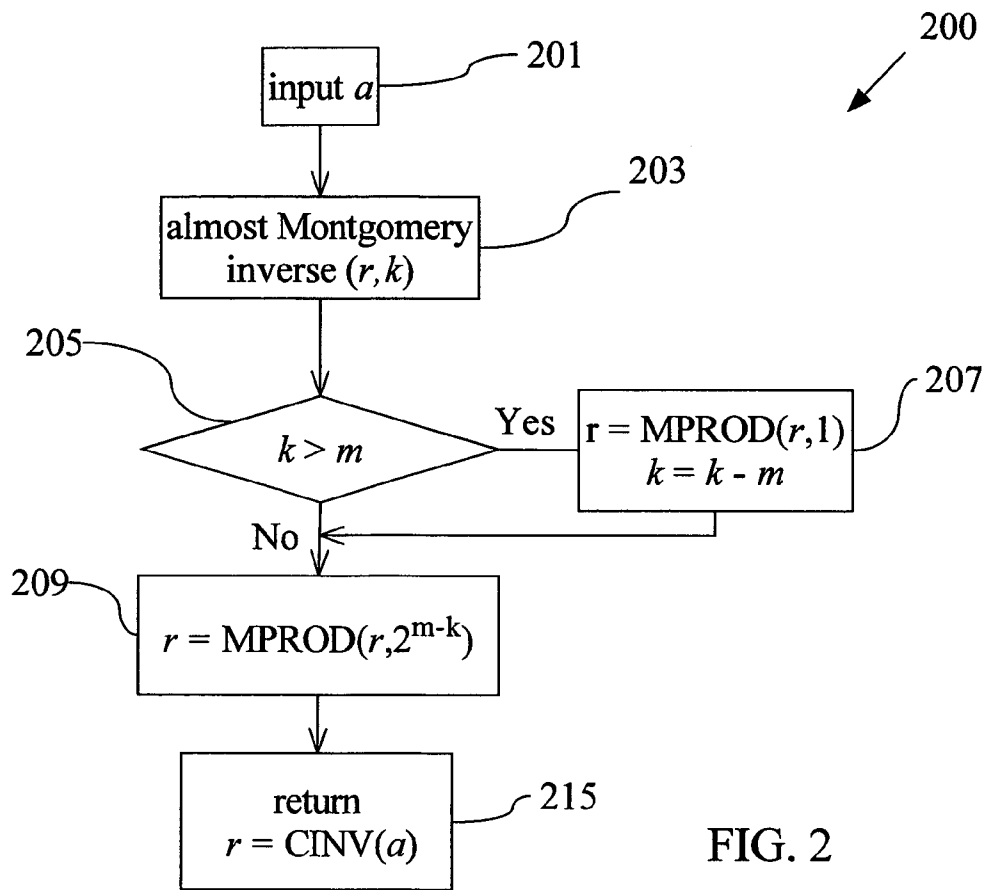 200
201
input a
203
almost Montgomery
inverse (r,k)
205
k > m
Yes
207
r = MPROD(r,1)
k = k - m
No
209
r = MPROD(r,2^{m-k})
return
r = CINV(a)
215
FIG. 2